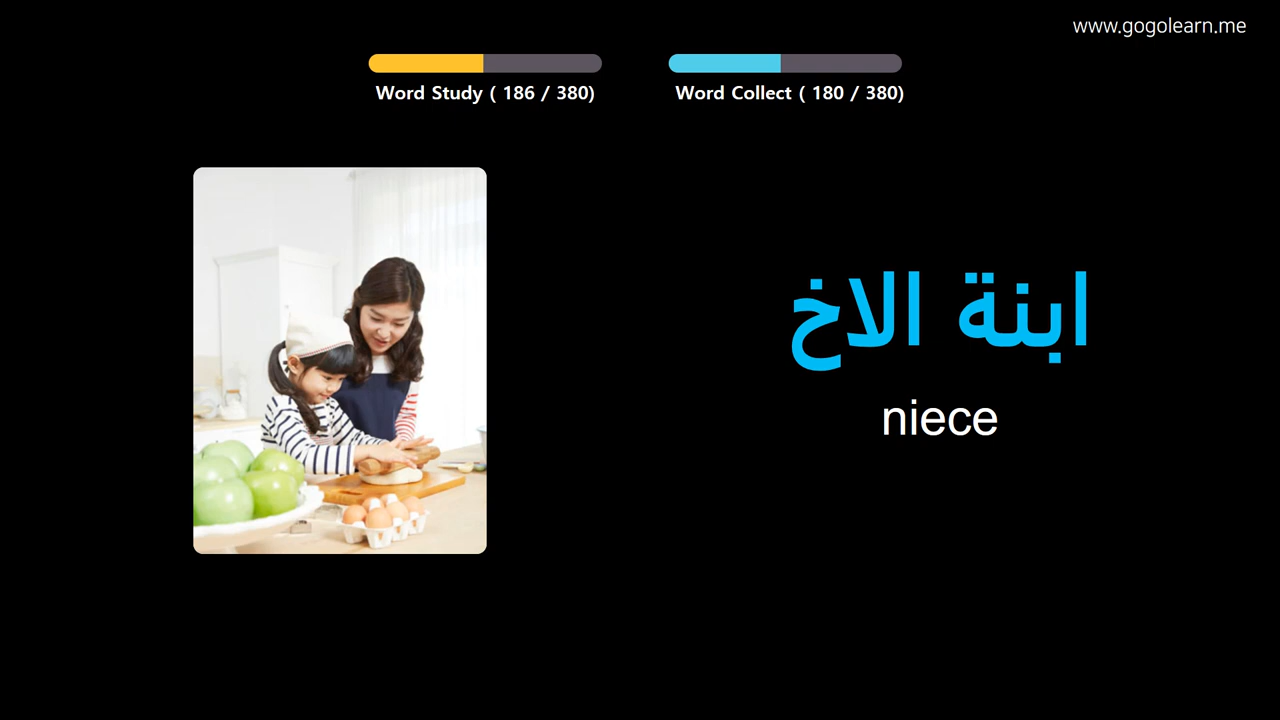 www.gogolearn.me
Word Study ( 186 / 380)
Word Collect ( 180 / 380)
ابنة الاخ
niece